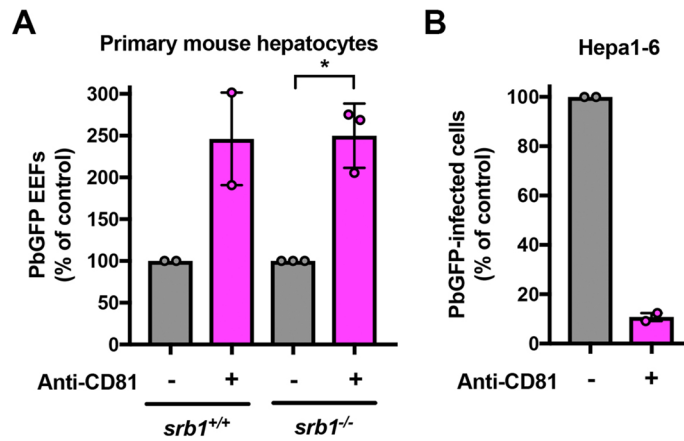 A
Primary mouse hepatocytes
*
PbGFP EEFs
(% of control)
300
250
200
150
100
50
0
Anti-CD81
- + - +
srb1+/+ srb1-/-
B
Hepa1-6
PbGFP-infected cells
(% of control)
100
80
60
40
20
0
Anti-CD81 - +